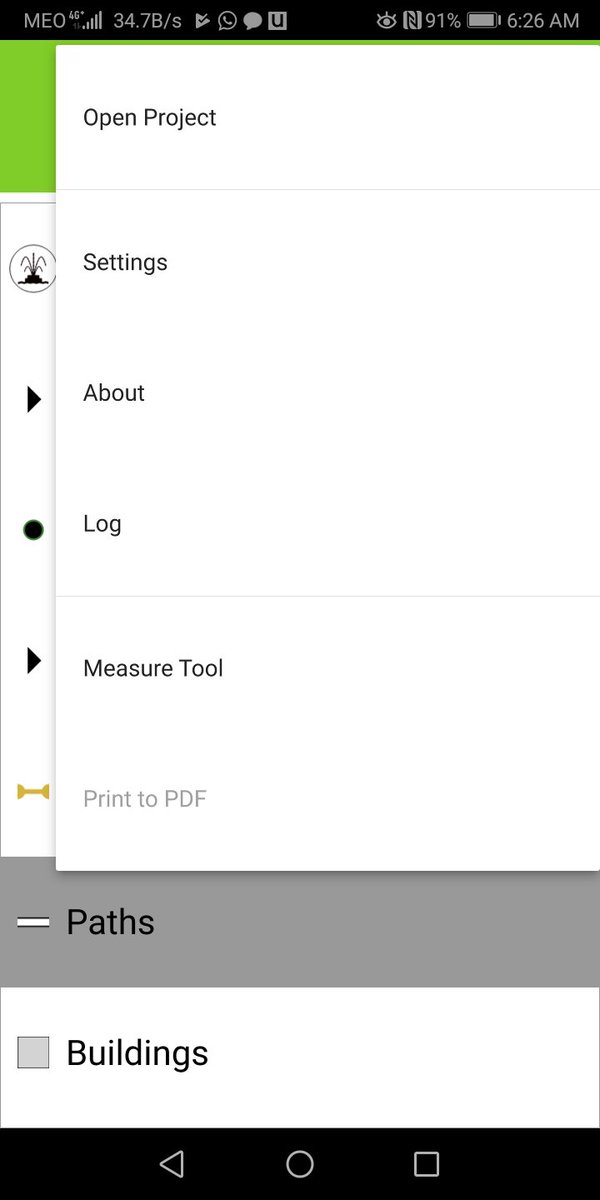 MEO 4G+ 34.7B/s 91% 6:26 AM
Open Project
Settings
About
Log
Measure Tool
Print to PDF
Paths
Buildings